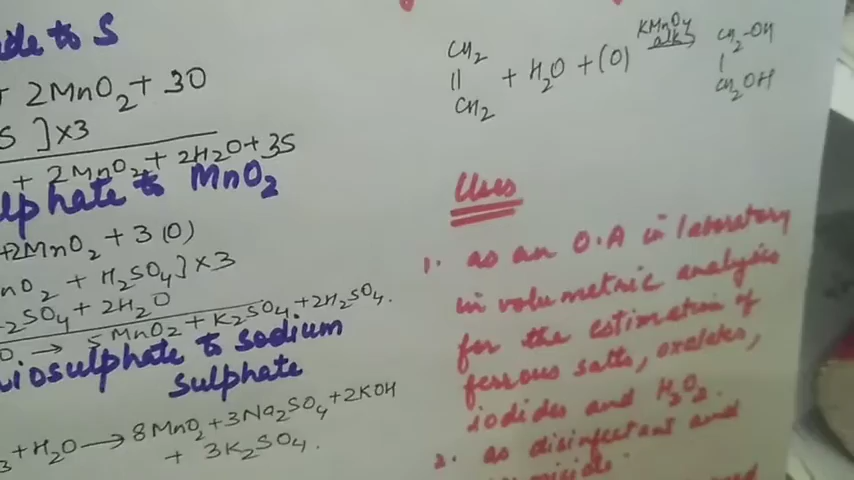 de to S
2MnO2 + 3O
S ] x3
+ 2MnO2 + 2H2O + 3S
lphate to MnO2
+2MnO2 + 3(O)
nO2 + H2SO4] x3
2SO4 + 2H2O
→ 5MnO2 + K2SO4 + 2H2SO4.
iosulphate to sodium
sulphate
3 + H2O → 8MnO2 + 3Na2SO4 + 2KOH
+ 3K2SO4.
CH2
||
CH2
+ H2O + (O)
KMnO4
alk
CH2-OH
|
CH2OH
Uses
1. as an O.A in laboratory
in volumetric analysis
for the estimation of
ferrous salts, oxalates,
iodides and H2O2.
2. as disinfectant and